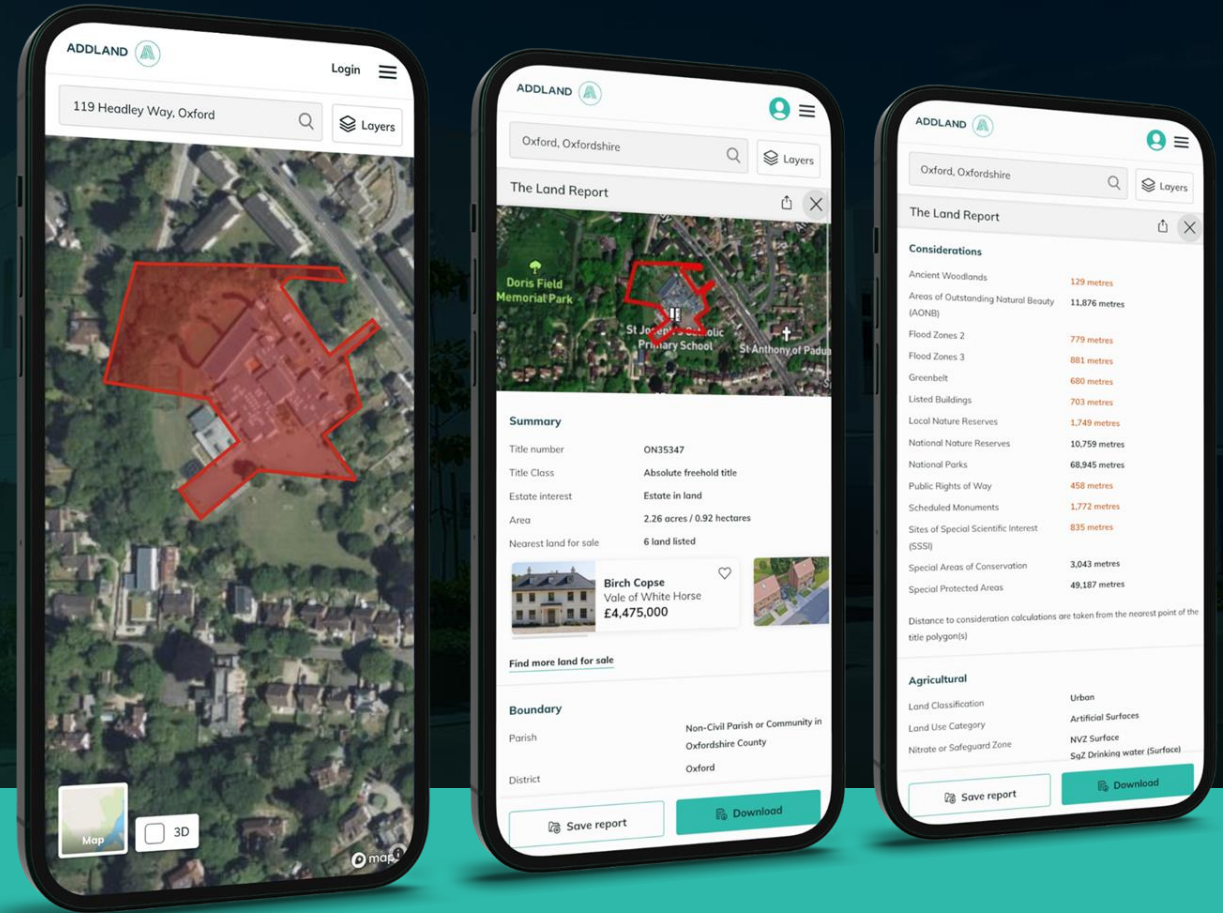 ADDLAND
Login
119 Headley Way, Oxford
Layers
Map
3D
ADDLAND
Oxford, Oxfordshire
Layers
The Land Report
Doris Field
Memorial Park
St Joseph's Catholic
Primary School
St Anthony of Padua
Summary
Title number ON35347
Title Class Absolute freehold title
Estate interest Estate in land
Area 2.26 acres / 0.92 hectares
Nearest land for sale 6 land listed
Birch Copse
Vale of White Horse
£4,475,000
Find more land for sale
Boundary
Parish Non-Civil Parish or Community in
Oxfordshire County
District Oxford
Save report
Download
ADDLAND
Oxford, Oxfordshire
Layers
The Land Report
Considerations
Ancient Woodlands 129 metres
Areas of Outstanding Natural Beauty 11,876 metres
(AONB)
Flood Zones 2 779 metres
Flood Zones 3 881 metres
Greenbelt 680 metres
Listed Buildings 703 metres
Local Nature Reserves 1,749 metres
National Nature Reserves 10,759 metres
National Parks 68,945 metres
Public Rights of Way 458 metres
Scheduled Monuments 1,772 metres
Sites of Special Scientific Interest 835 metres
(SSSI)
Special Areas of Conservation 3,043 metres
Special Protected Areas 49,187 metres
Distance to consideration calculations are taken from the nearest point of the
title polygon(s)
Agricultural
Land Classification Urban
Land Use Category Artificial Surfaces
Nitrate or Safeguard Zone NVZ Surface
SgZ Drinking water (Surface)
Save report
Download